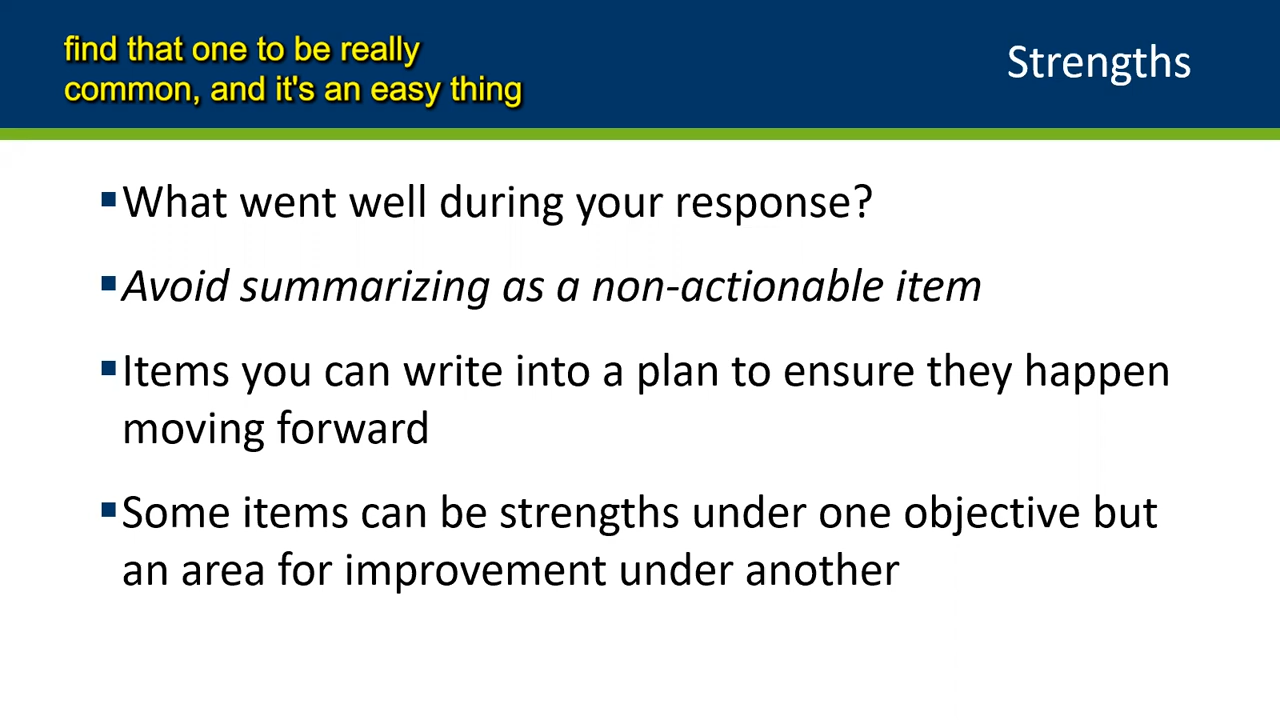 find that one to be really
common, and it's an easy thing
Strengths
▪What went well during your response?
▪Avoid summarizing as a non-actionable item
▪Items you can write into a plan to ensure they happen
moving forward
▪Some items can be strengths under one objective but
an area for improvement under another